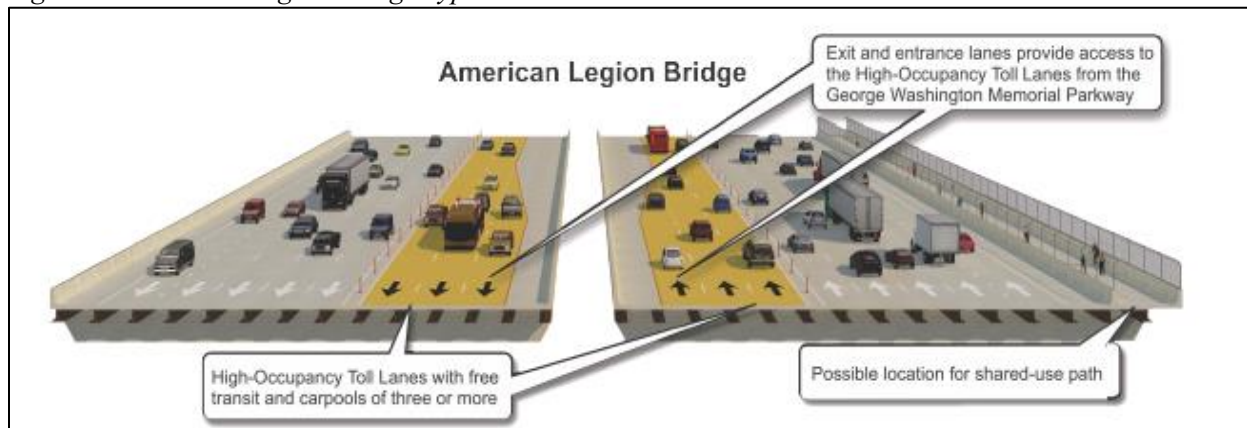 American Legion Bridge
Exit and entrance lanes provide access to
the High-Occupancy Toll Lanes from the
George Washington Memorial Parkway
High-Occupancy Toll Lanes with free
transit and carpools of three or more
Possible location for shared-use path